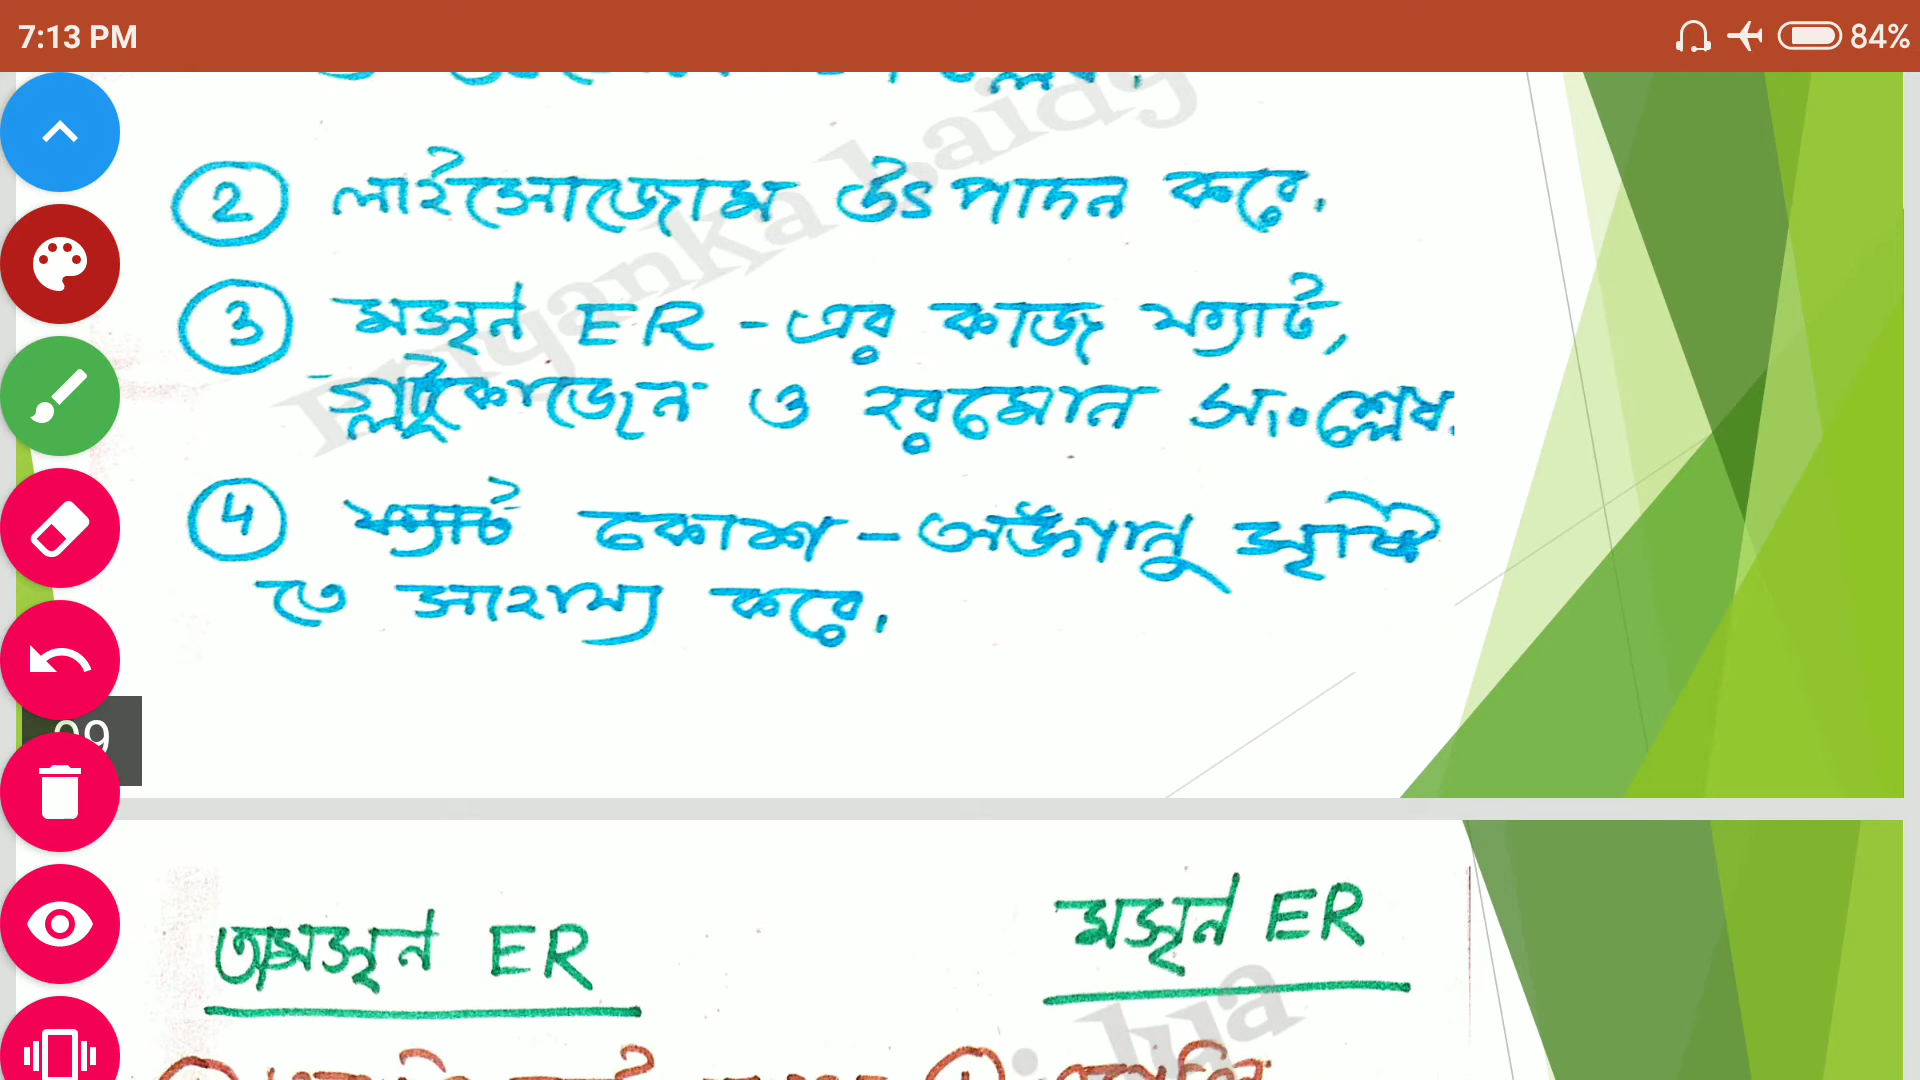 7:13 PM
84%
② লাইসোজোম উৎপাদন করে.
③ মসৃণ ER -এর কাজ ফ্যাট,
গ্লাইকোজেন ও হরমোন সংশ্লেষ.
④ ফ্যাট কোশ-অঙ্গাণু সৃষ্টি
তে সাহায্য করে.
09
অমসৃণ ER
মসৃণ ER